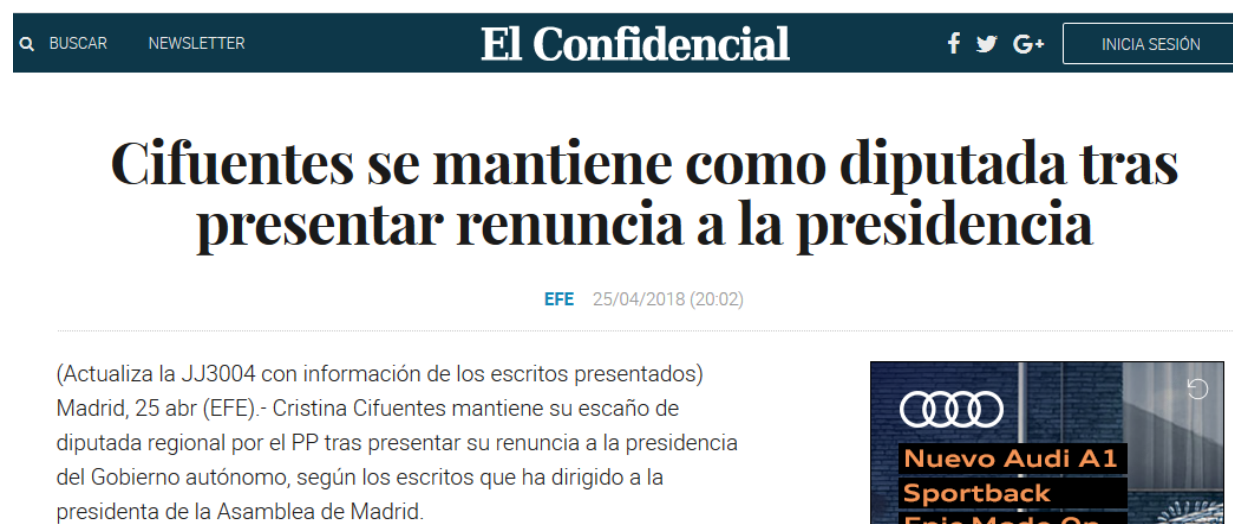 BUSCAR NEWSLETTER El Confidencial f G+ INICIA SESIÓN
Cifuentes se mantiene como diputada tras
presentar renuncia a la presidencia
EFE 25/04/2018 (20:02)
(Actualiza la JJ3004 con información de los escritos presentados)
Madrid, 25 abr (EFE).- Cristina Cifuentes mantiene su escaño de
diputada regional por el PP tras presentar su renuncia a la presidencia
del Gobierno autónomo, según los escritos que ha dirigido a la
presidenta de la Asamblea de Madrid.
Nuevo Audi A1
Sportback
Epic Mode On